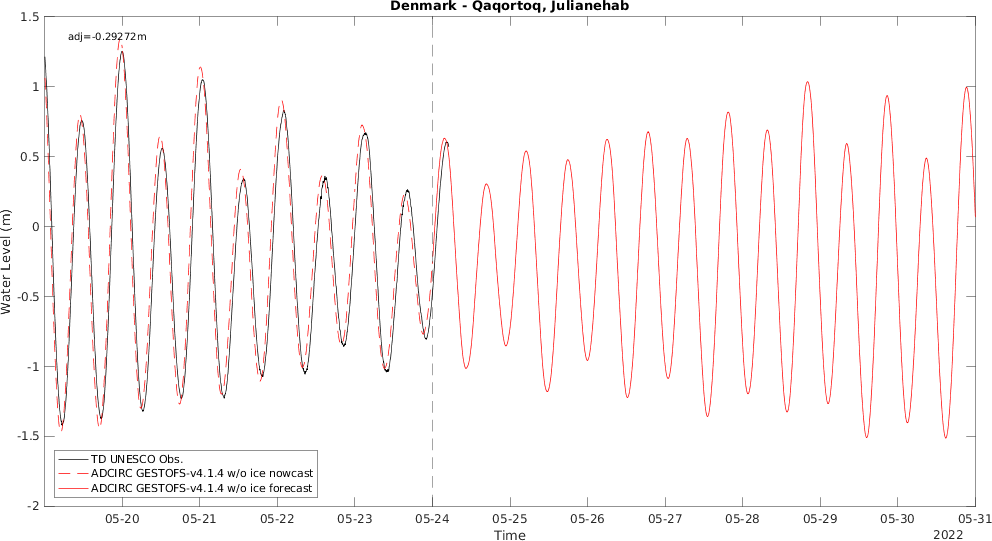 Denmark - Qaqortoq, Julianehab
adj=-0.29272m
Water Level (m)
1.5
1
0.5
0
-0.5
-1
-1.5
-2
TD UNESCO Obs.
ADCIRC GESTOFS-v4.1.4 w/o ice nowcast
ADCIRC GESTOFS-v4.1.4 w/o ice forecast
05-20 05-21 05-22 05-23 05-24 05-25 05-26 05-27 05-28 05-29 05-30 05-31
Time
2022